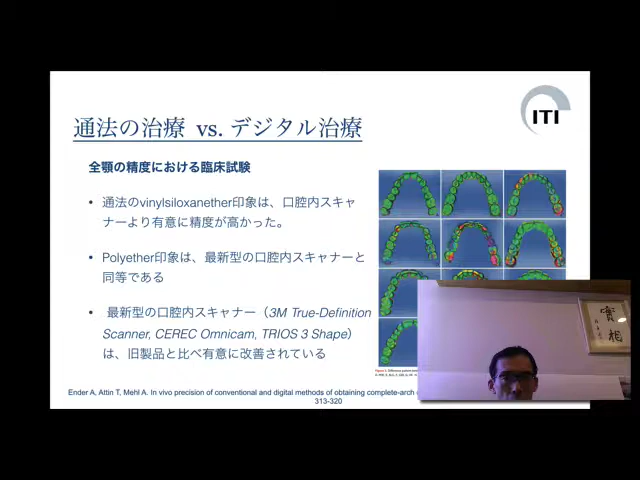 ITI
通法の治療 vs. デジタル治療
全顎の精度における臨床試験
• 通法のvinylsiloxanether印象は、口腔内スキャ
ナーより有意に精度が高かった。
• Polyether印象は、最新型の口腔内スキャナーと
同等である
• 最新型の口腔内スキャナー（3M True-Definition
Scanner, CEREC Omnicam, TRIOS 3 Shape）
は、旧製品と比べ有意に改善されている
Ender A, Attin T, Mehl A. In vivo precision of conventional and digital methods of obtaining complete-arch
313-320